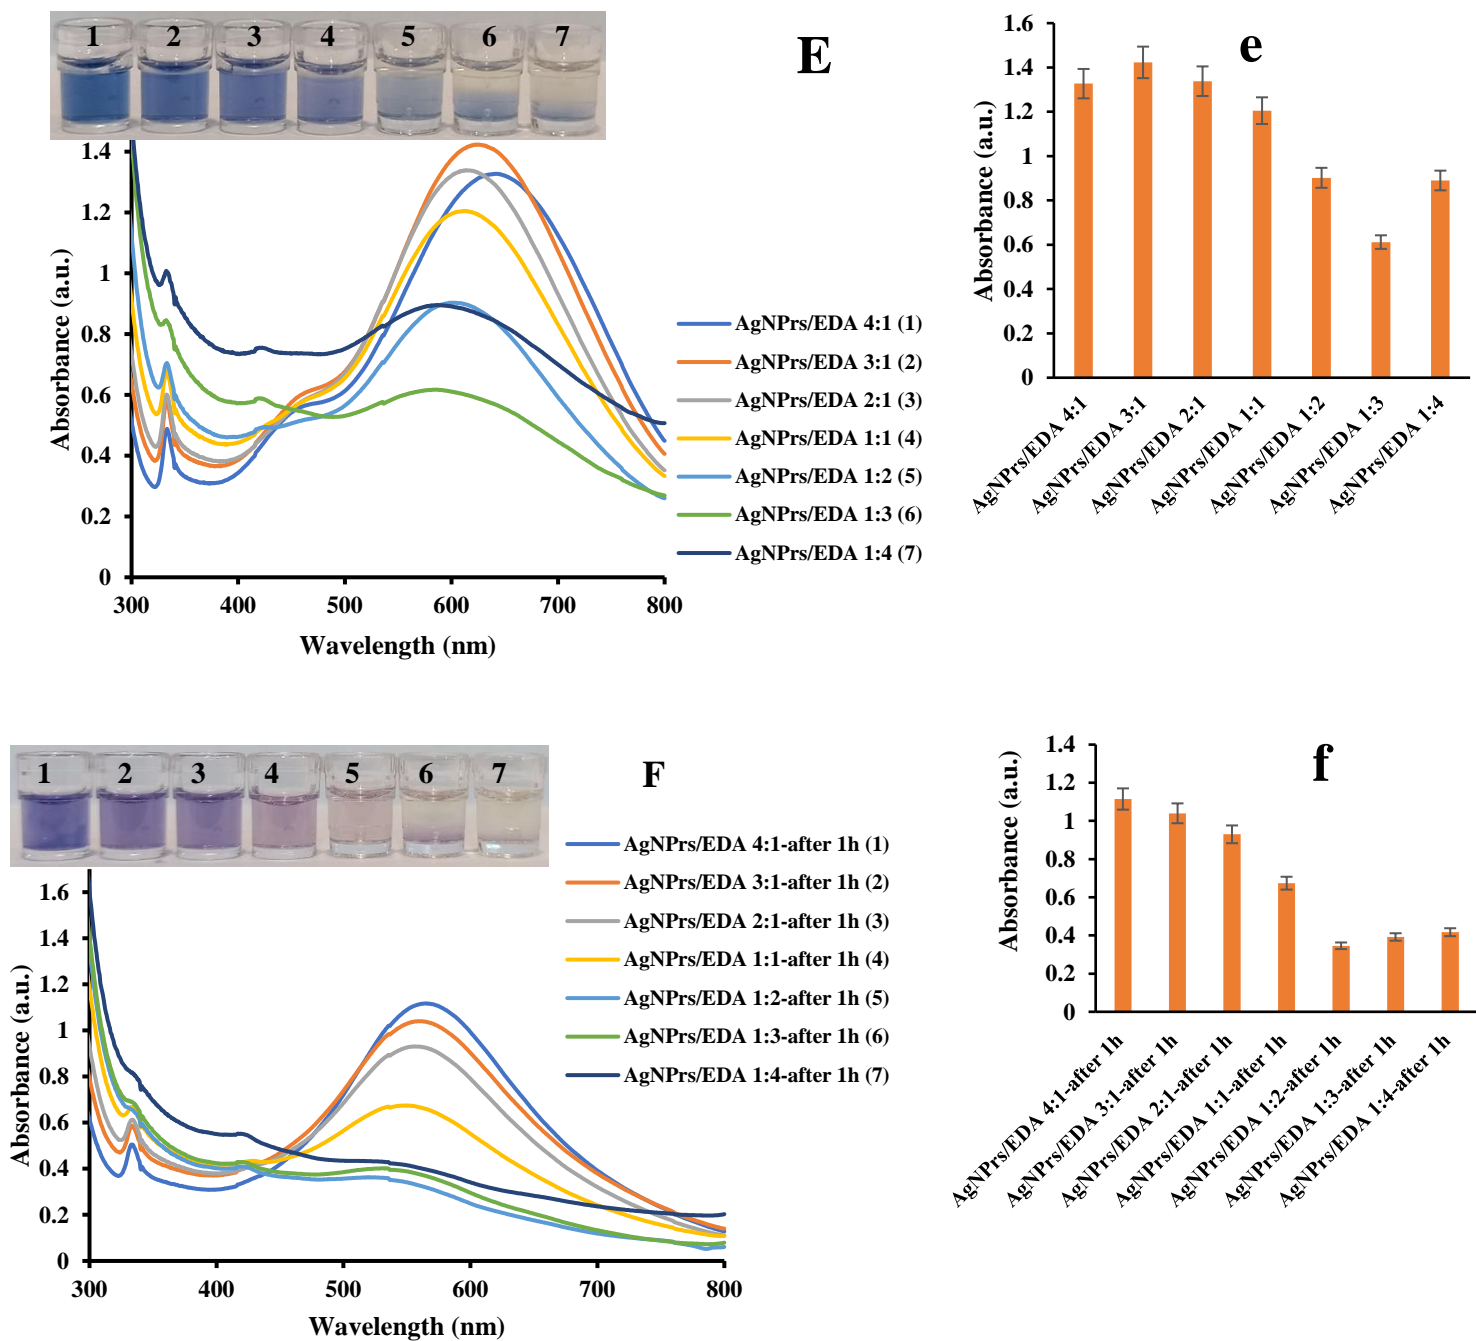 1 2 3 4 5 6 7
E
1.4
1.2
1
0.8
0.6
0.4
0.2
0
300 400 500 600 700 800
Absorbance (a.u.)
Wavelength (nm)
AgNPrs/EDA 4:1 (1)
AgNPrs/EDA 3:1 (2)
AgNPrs/EDA 2:1 (3)
AgNPrs/EDA 1:1 (4)
AgNPrs/EDA 1:2 (5)
AgNPrs/EDA 1:3 (6)
AgNPrs/EDA 1:4 (7)
e
1.6
1.4
1.2
1
0.8
0.6
0.4
0.2
0
Absorbance (a.u.)
AgNPrs/EDA 4:1
AgNPrs/EDA 3:1
AgNPrs/EDA 2:1
AgNPrs/EDA 1:1
AgNPrs/EDA 1:2
AgNPrs/EDA 1:3
AgNPrs/EDA 1:4
1 2 3 4 5 6 7
F
1.6
1.4
1.2
1
0.8
0.6
0.4
0.2
0
300 400 500 600 700 800
Absorbance (a.u.)
Wavelength (nm)
AgNPrs/EDA 4:1-after 1h (1)
AgNPrs/EDA 3:1-after 1h (2)
AgNPrs/EDA 2:1-after 1h (3)
AgNPrs/EDA 1:1-after 1h (4)
AgNPrs/EDA 1:2-after 1h (5)
AgNPrs/EDA 1:3-after 1h (6)
AgNPrs/EDA 1:4-after 1h (7)
f
1.4
1.2
1
0.8
0.6
0.4
0.2
0
Absorbance (a.u.)
AgNPrs/EDA 4:1-after 1h
AgNPrs/EDA 3:1-after 1h
AgNPrs/EDA 2:1-after 1h
AgNPrs/EDA 1:1-after 1h
AgNPrs/EDA 1:2-after 1h
AgNPrs/EDA 1:3-after 1h
AgNPrs/EDA 1:4-after 1h